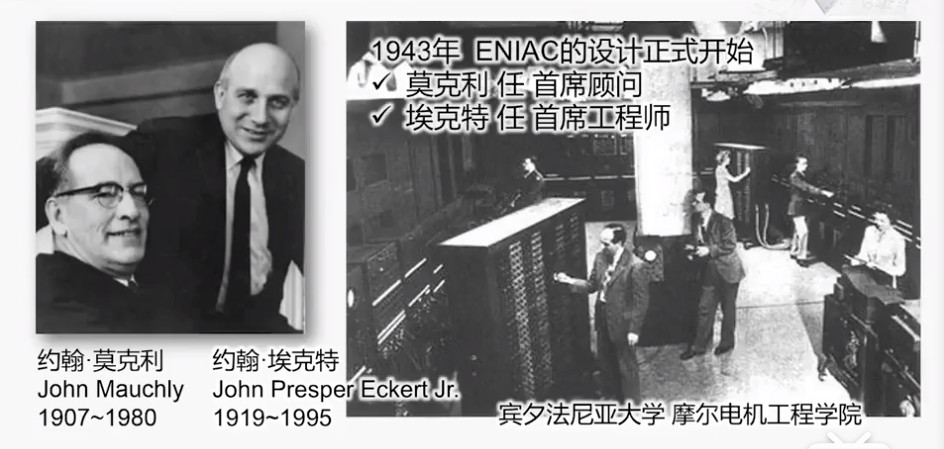 1943年 ENIAC的设计正式开始
✓ 莫克利 任 首席顾问
✓ 埃克特 任 首席工程师
约翰·莫克利
John Mauchly
1907~1980
约翰·埃克特
John Presper Eckert Jr.
1919~1995
宾夕法尼亚大学 摩尔电机工程学院